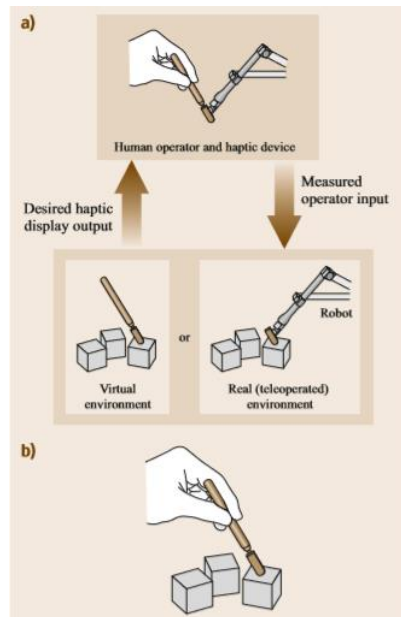 a)
Human operator and haptic device
Desired haptic
display output
Measured
operator input
Virtual
environment
or
Robot
Real (teleoperated)
environment
b)